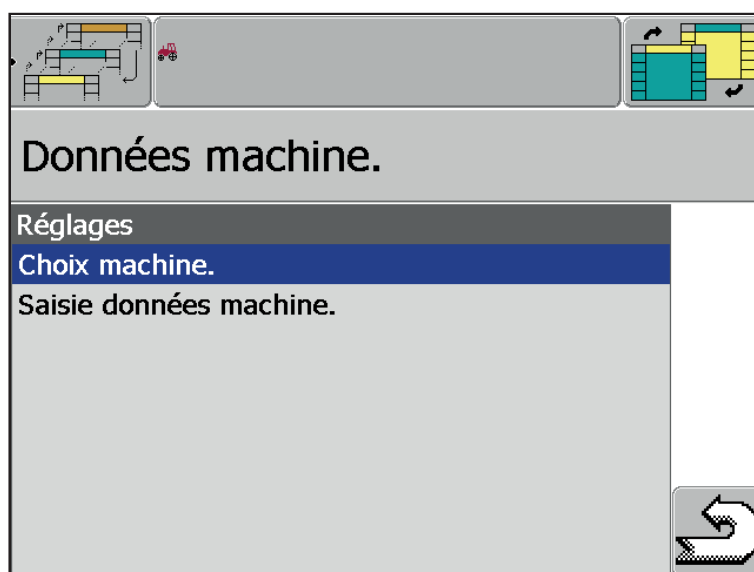 Données machine.
Réglages
Choix machine.
Saisie données machine.